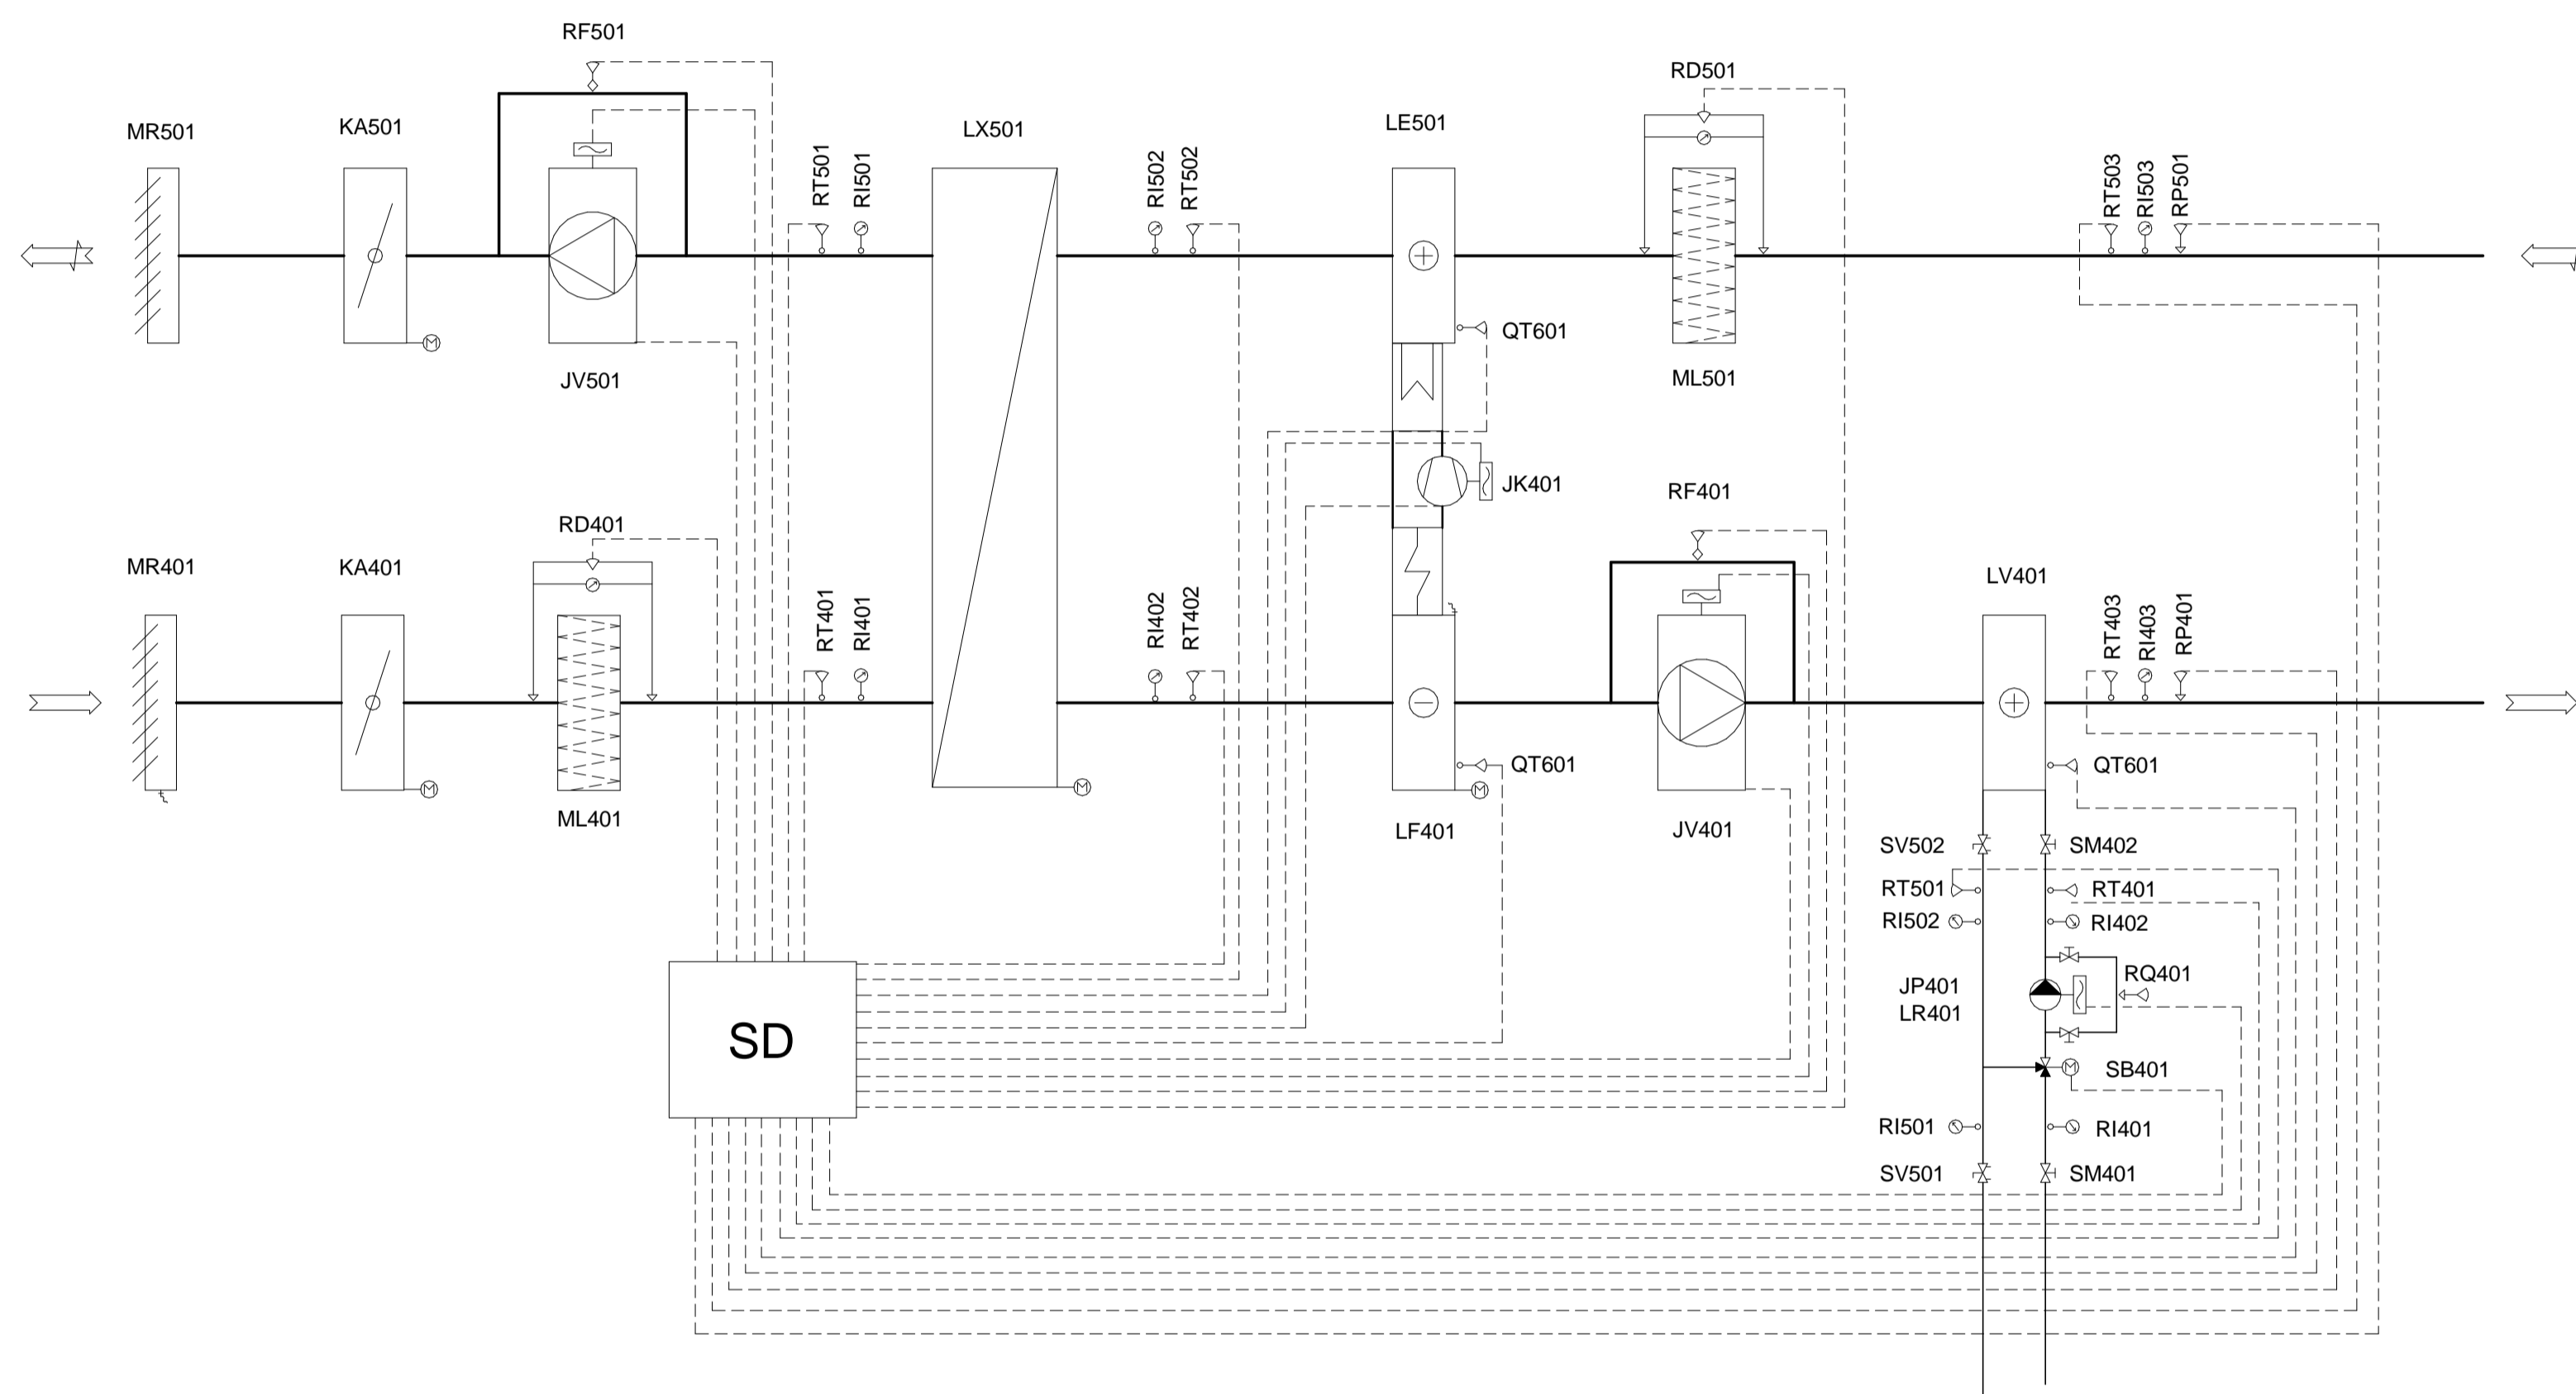 RF501
RD501
MR501
KA501
LX501
LE501
RT501
RI501
RI502
RT502
RT503
RI503
RP501
M
QT601
JV501
ML501
JK401
RF401
RD401
MR401
KA401
LV401
RT401
RI401
RI402
RT402
RT403
RI403
RP401
QT601
QT601
M
M
M
ML401
LF401
JV401
SV502
SM402
RT501
RT401
RI502
RI402
RQ401
JP401
LR401
SD
SB401
M
RI501
RI401
SV501
SM401